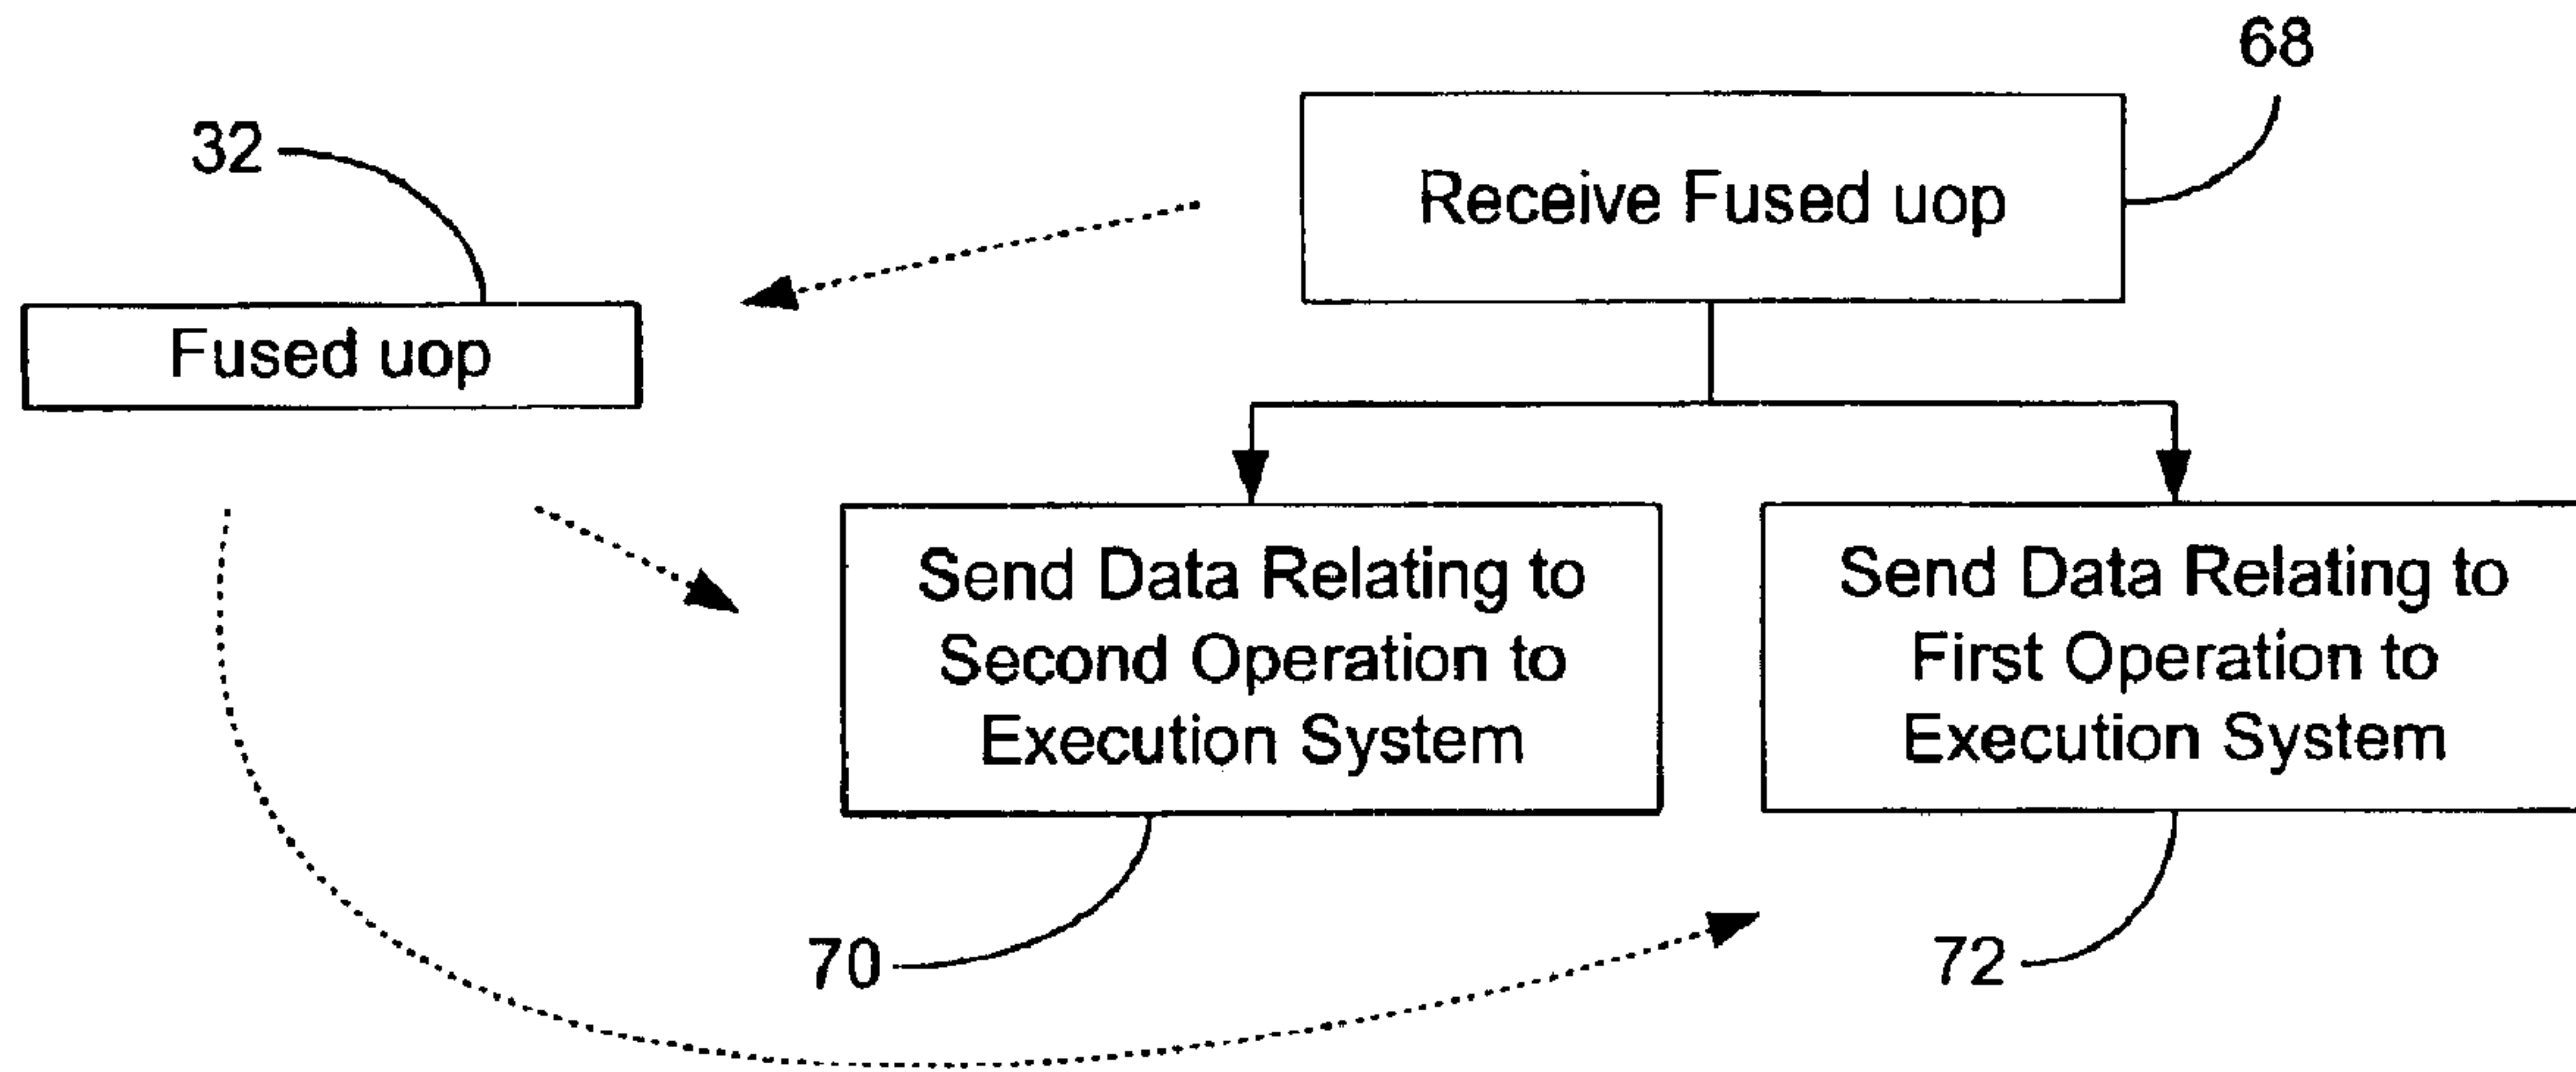 68
32
Receive Fused uop
Fused uop
Send Data Relating to
Second Operation to
Execution System
Send Data Relating to
First Operation to
Execution System
70
72